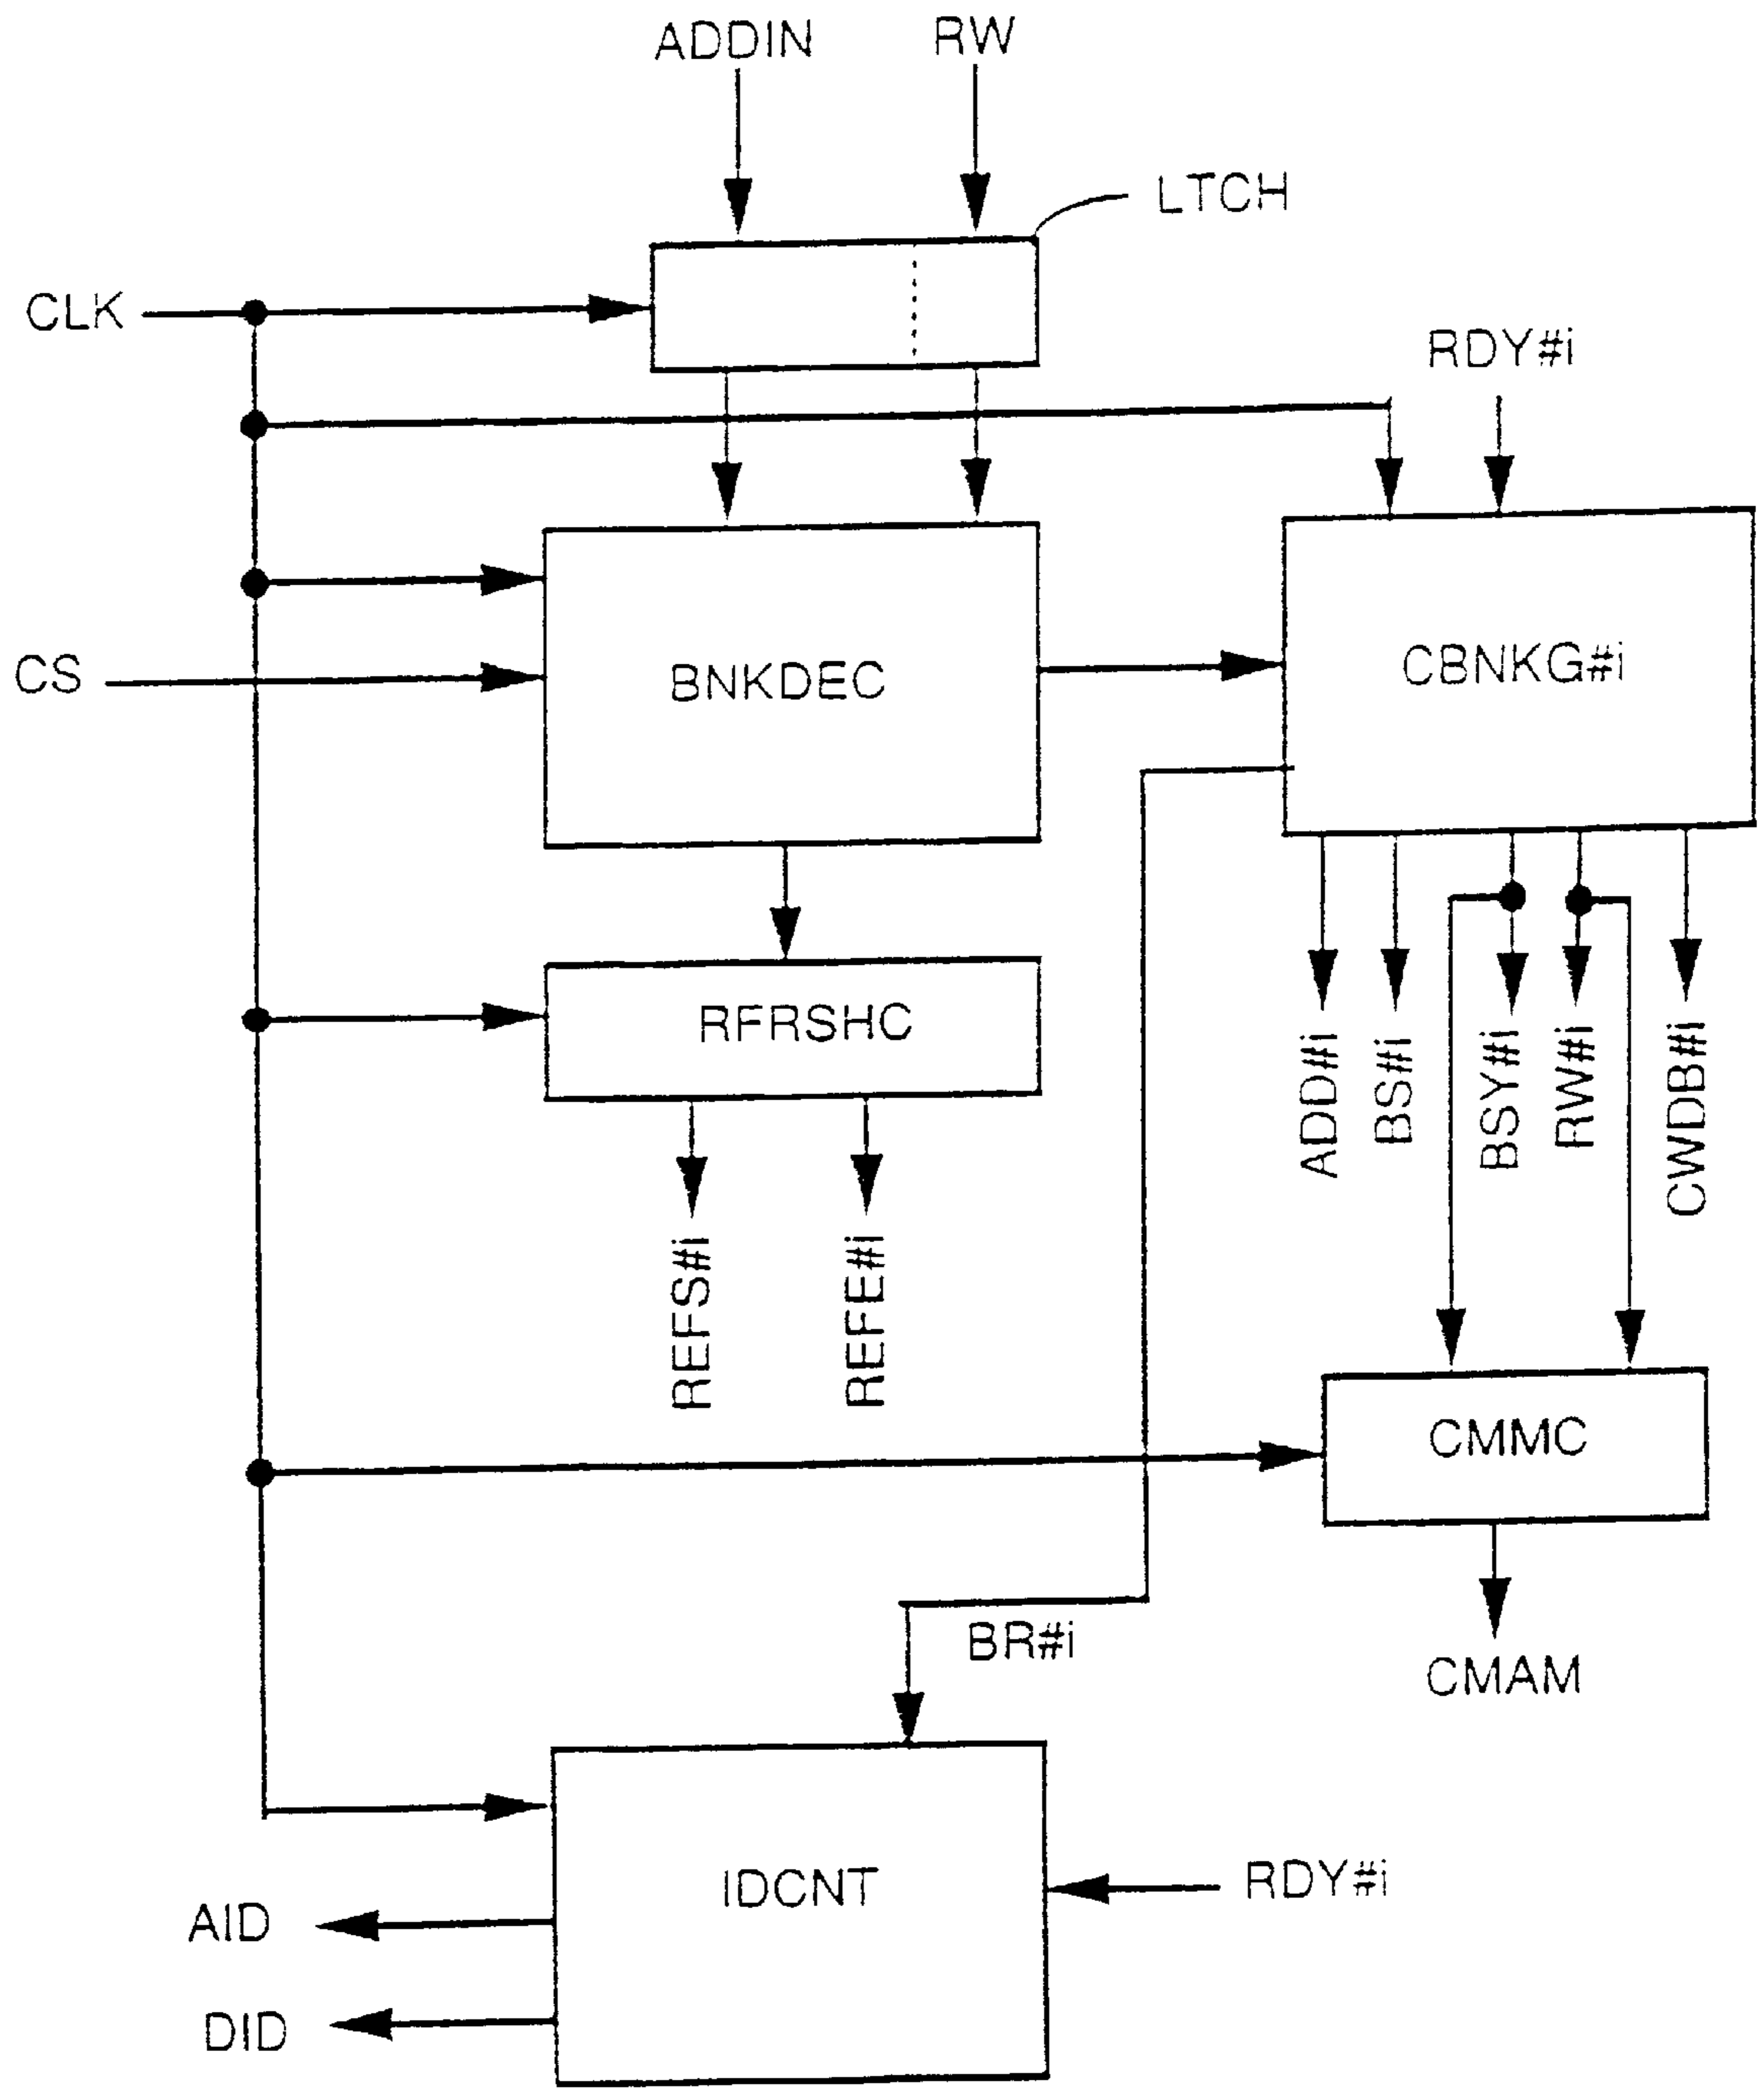 ADDIN
RW
LTCH
CLK
RDY#i
CS
BNKDEC
CBNKG#i
RFRSHC
ADD#i
BS#i
BSY#i
RW#i
CWDB#i
REFS#i
REFE#i
CMMC
BR#i
CMAM
IDCNT
RDY#i
AID
DID